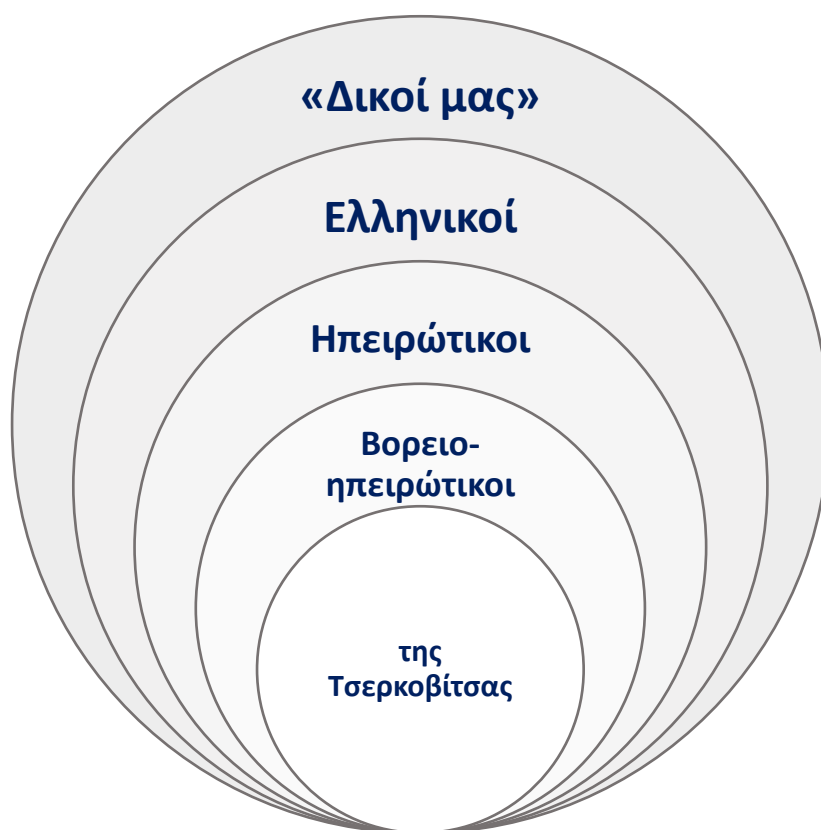 «Δικοί μας»
Ελληνικοί
Ηπειρώτικοι
Βορειο-
ηπειρώτικοι
της
Τσερκοβίτσας